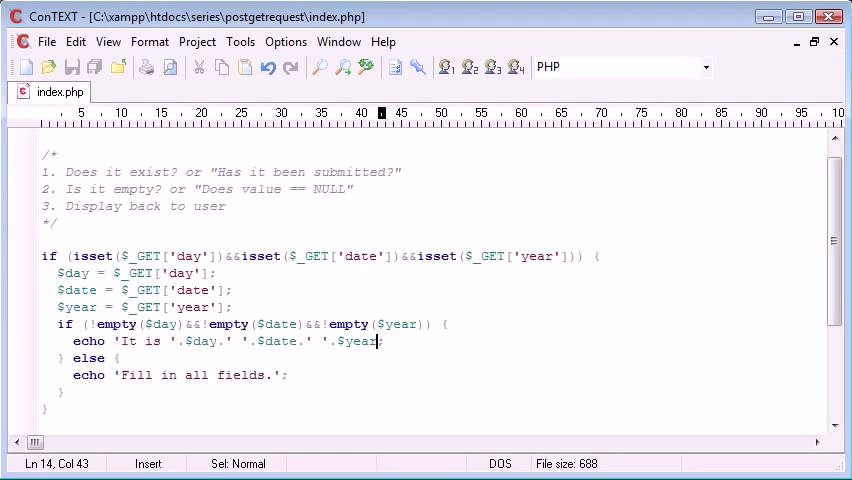 ConTEXT - [C:\xampp\htdocs\series\postgetrequest\index.php]
File Edit View Format Project Tools Options Window Help
1 2 3 4 PHP
index.php
5 10 15 20 25 30 35 40 45 50 55 60 65 70 75 80 85 90 95 10
/*
1. Does it exist? or "Has it been submitted?"
2. Is it empty? or "Does value == NULL"
3. Display back to user
*/
if (isset($_GET['day'])&&isset($_GET['date'])&&isset($_GET['year'])) {
$day = $_GET['day'];
$date = $_GET['date'];
$year = $_GET['year'];
if (!empty($day)&&!empty($date)&&!empty($year)) {
echo 'It is '.$day.' '.$date.' '.$year;
} else {
echo 'Fill in all fields.';
}
}
Ln 14, Col 43 Insert Sel: Normal DOS File size: 688